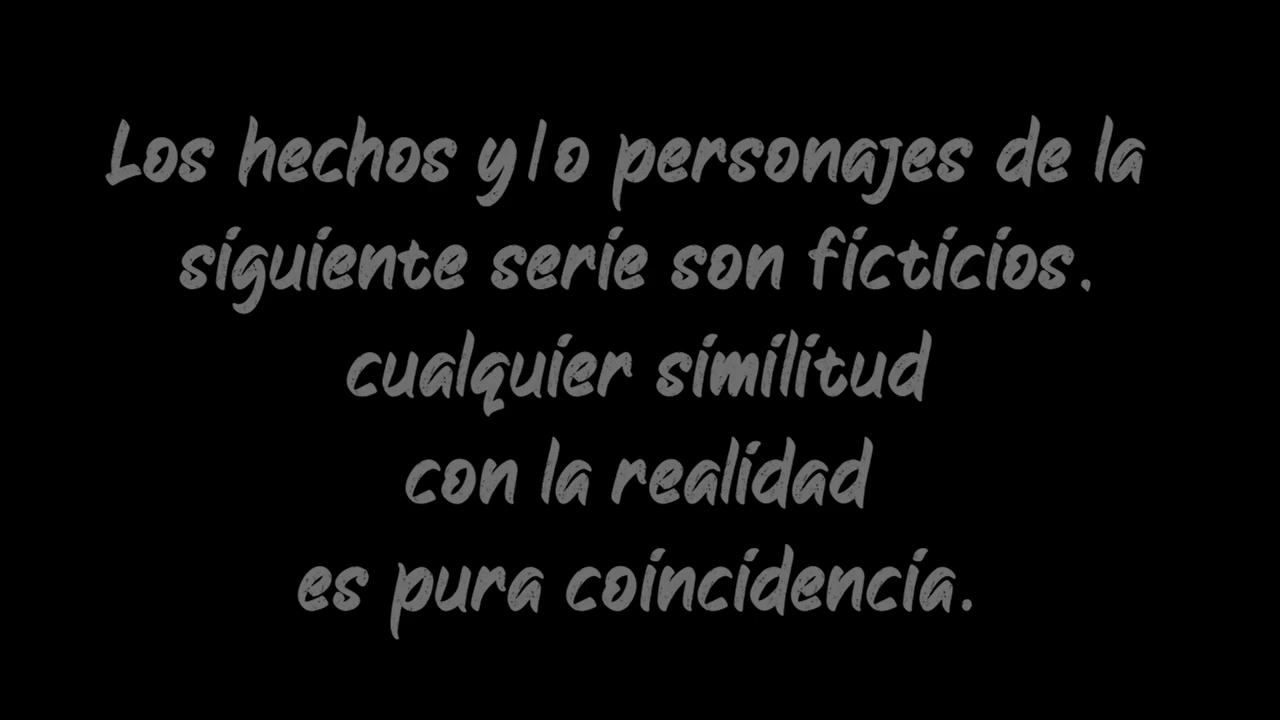 Los hechos y/o personajes de la
siguiente serie son ficticios,
cualquier similitud
con la realidad
es pura coincidencia.